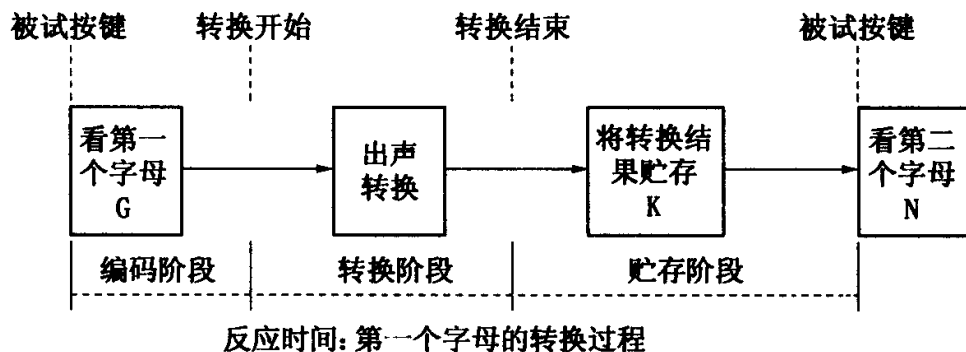 被试按键 转换开始 转换结束 被试按键
看第一
个字母
G
出声
转换
将转换结
果贮存
K
看第二
个字母
N
编码阶段 转换阶段 贮存阶段
反应时间:第一个字母的转换过程